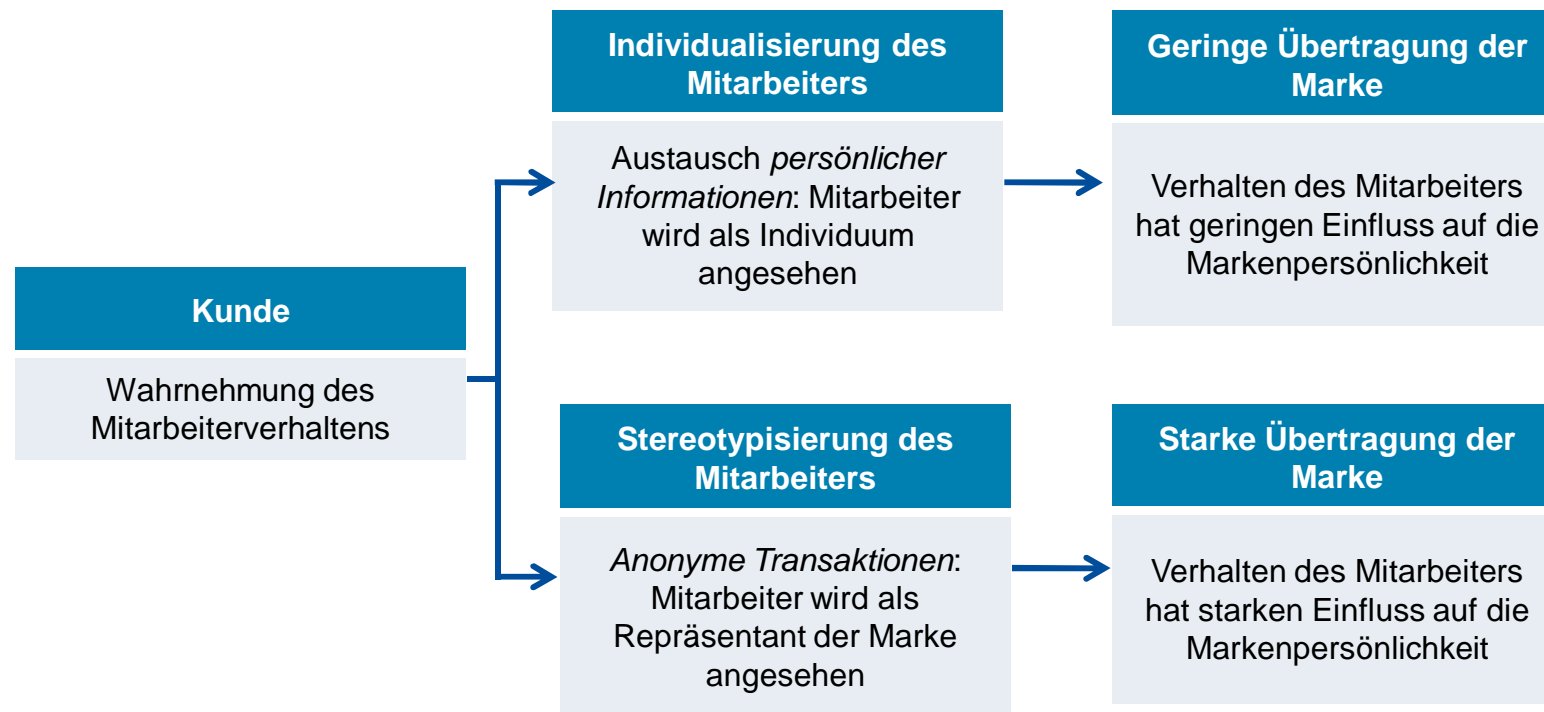 Kunde
Wahrnehmung des
Mitarbeiterverhaltens
Individualisierung des
Mitarbeiters
Austausch persönlicher
Informationen: Mitarbeiter
wird als Individuum
angesehen
Geringe Übertragung der
Marke
Verhalten des Mitarbeiters
hat geringen Einfluss auf die
Markenpersönlichkeit
Stereotypisierung des
Mitarbeiters
Anonyme Transaktionen:
Mitarbeiter wird als
Repräsentant der Marke
angesehen
Starke Übertragung der
Marke
Verhalten des Mitarbeiters
hat starken Einfluss auf die
Markenpersönlichkeit